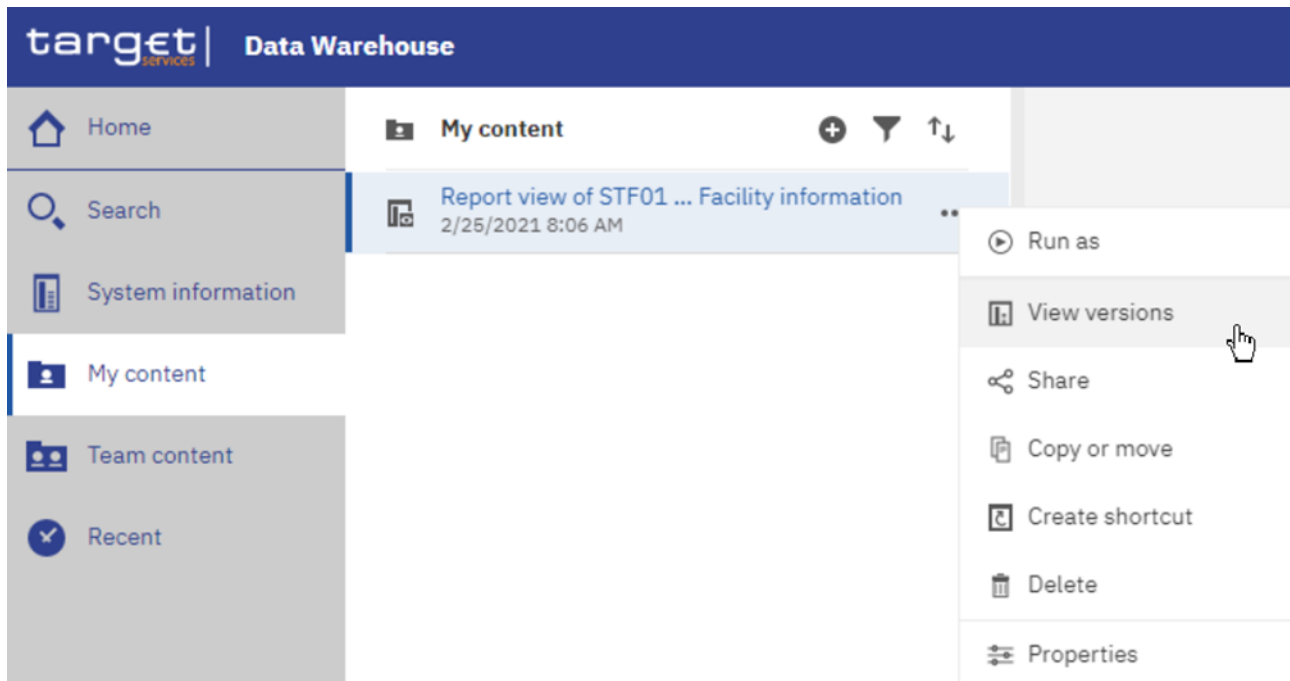 target services | Data Warehouse
Home
Search
System information
My content
Team content
Recent
My content
Report view of STF01 ... Facility information
2/25/2021 8:06 AM
Run as
View versions
Share
Copy or move
Create shortcut
Delete
Properties